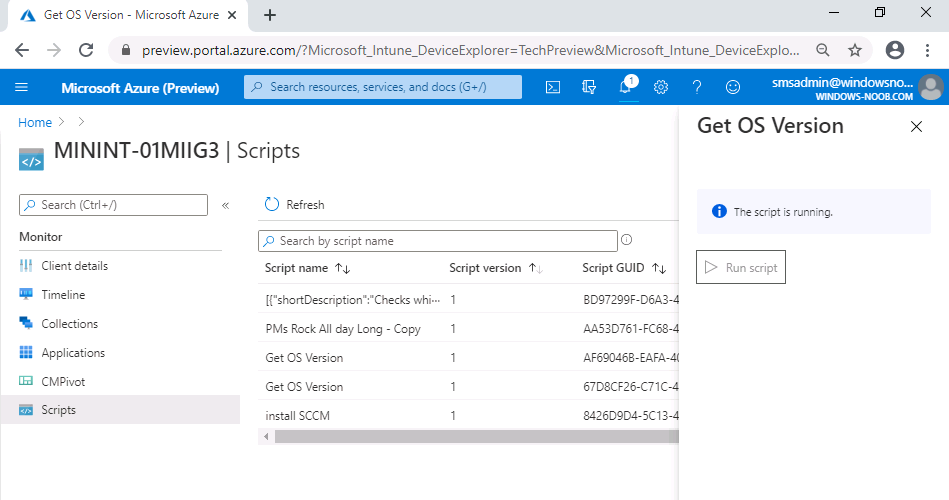 Get OS Version - Microsoft Azure
preview.portal.azure.com/?Microsoft_Intune_DeviceExplorer=TechPreview&Microsoft_Intune_DeviceExplo...
Microsoft Azure (Preview)
Search resources, services, and docs (G+/)
1
smsadmin@windowsno...
WINDOWS-NOOB.COM
Home
MININT-01MIIG3 | Scripts
Search (Ctrl+/)
Monitor
Client details
Timeline
Collections
Applications
CMPivot
Scripts
Refresh
Search by script name
Script name Script version Script GUID
[{"shortDescription":"Checks whi··· 1 BD97299F-D6A3-4
PMs Rock All day Long - Copy 1 AA53D761-FC68-4
Get OS Version 1 AF69046B-EAFA-40
Get OS Version 1 67D8CF26-C71C-4
install SCCM 1 8426D9D4-5C13-4
Get OS Version
The script is running.
Run script